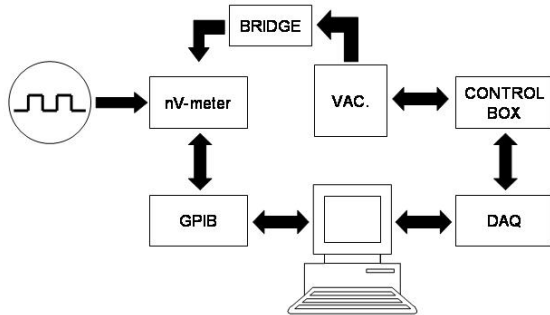 BRIDGE
nV-meter
VAC.
CONTROL
BOX
GPIB
DAQ